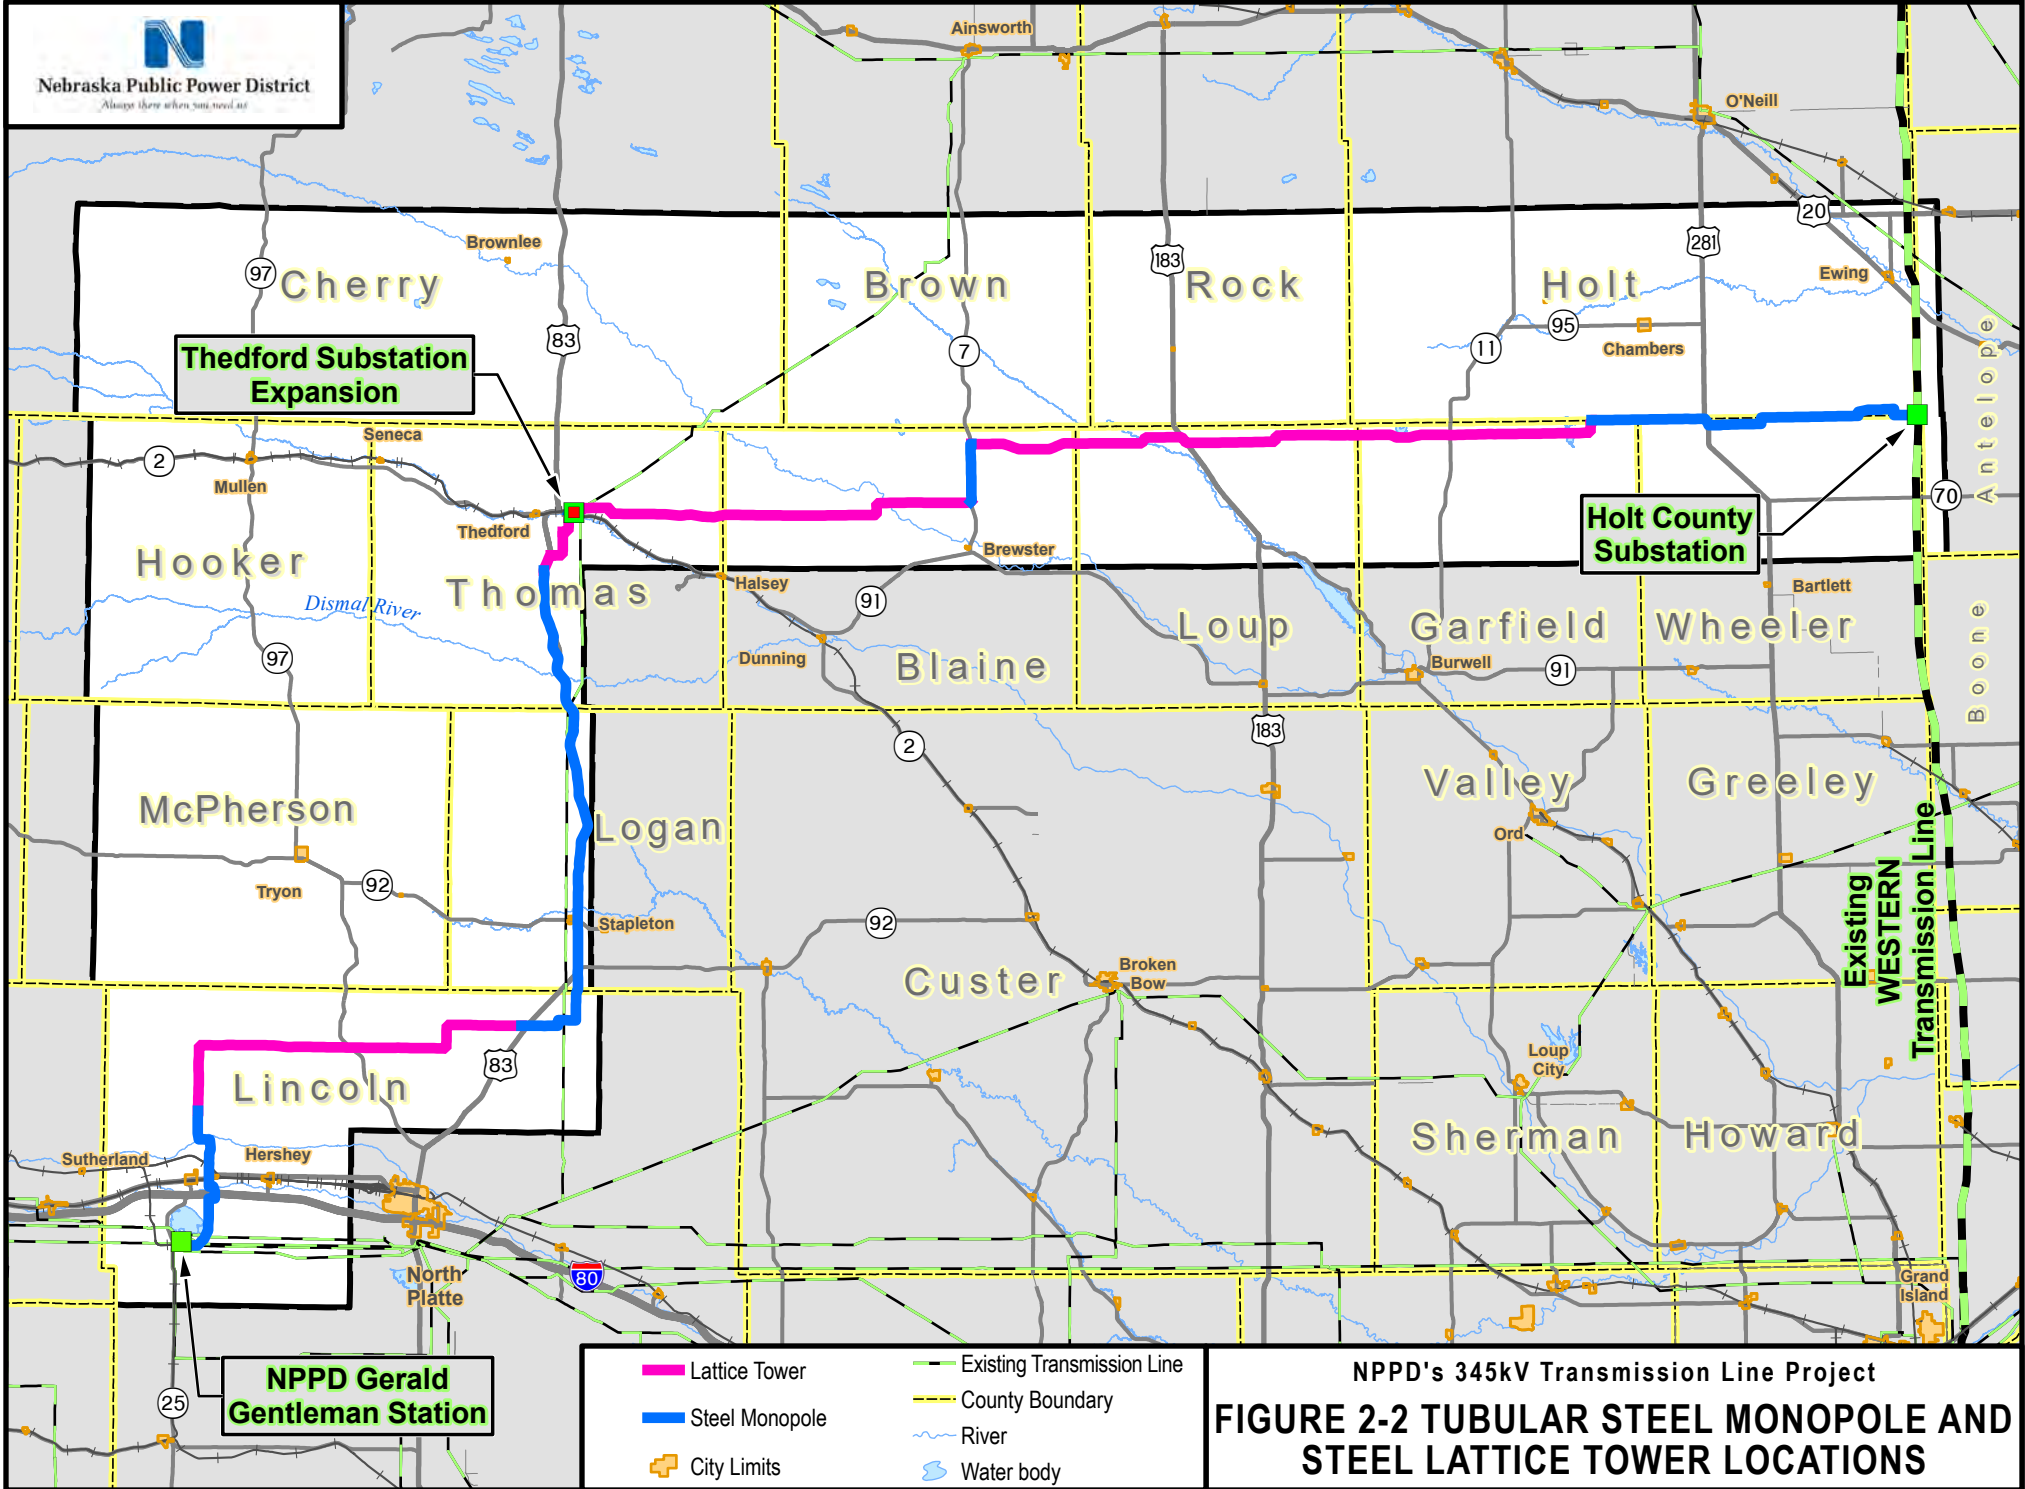 Nebraska Public Power District
Always there when you need us
Ainsworth
O'Neill
20
Brownlee
97
Cherry
Brown
183
Rock
281
Holt
Ewing
83
7
11
95
Chambers
Antelope
Thedford Substation
Expansion
Seneca
2
Mullen
Thedford
70
Holt County
Substation
Hooker
Thomas
Brewster
Halsey
91
Bartlett
Dismal River
Loup
Garfield
Wheeler
Boone
97
Dunning
Blaine
Burwell
91
2
183
McPherson
Logan
Valley
Greeley
Ord
Tryon
92
Stapleton
92
Custer
Broken
Bow
Existing
WESTERN
Transmission Line
83
Lincoln
Loup
City
Sherman
Howard
Sutherland
Hershey
North
Platte
80
Grand
Island
NPPD Gerald
Gentleman Station
25
Lattice Tower
Steel Monopole
City Limits
Existing Transmission Line
County Boundary
River
Water body
NPPD's 345kV Transmission Line Project
FIGURE 2-2 TUBULAR STEEL MONOPOLE AND
STEEL LATTICE TOWER LOCATIONS